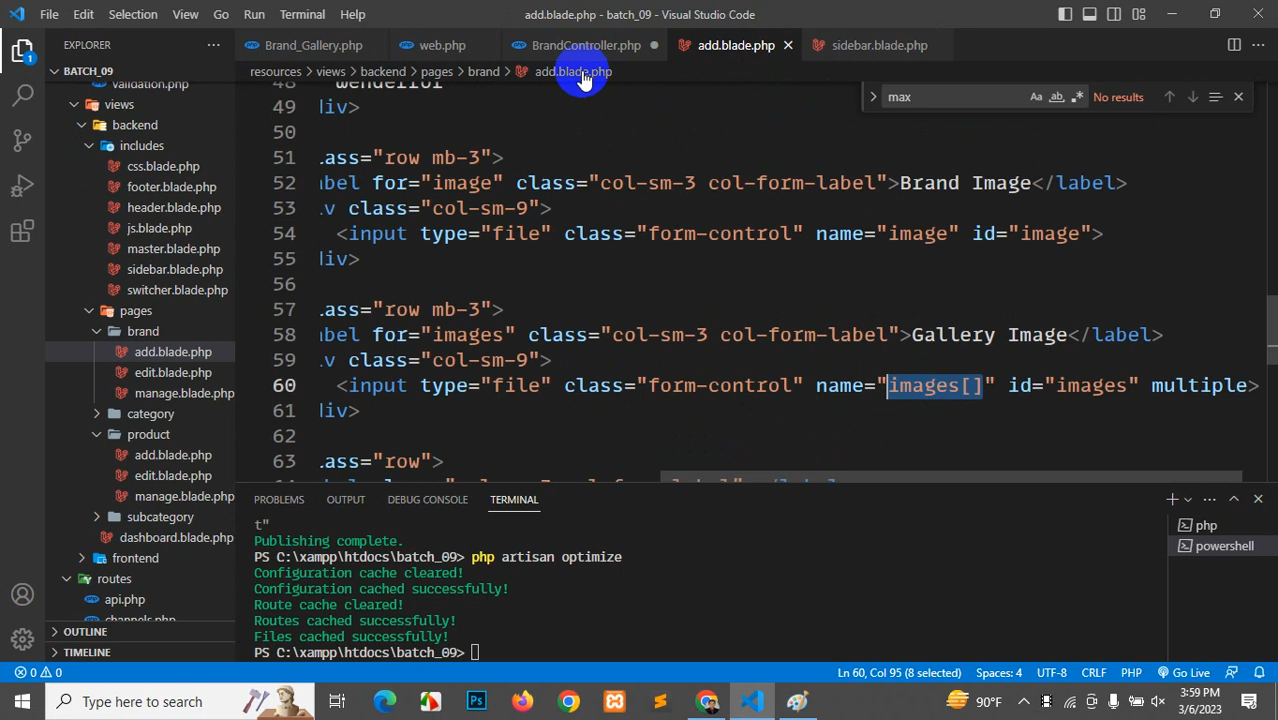 File Edit Selection View Go Run Terminal Help add.blade.php - batch_09 - Visual Studio Code
EXPLORER
BATCH_09
validation.php
views
backend
includes
css.blade.php
footer.blade.php
header.blade.php
js.blade.php
master.blade.php
sidebar.blade.php
switcher.blade.php
pages
brand
add.blade.php
edit.blade.php
manage.blade.php
category
product
add.blade.php
edit.blade.php
manage.blade.php
subcategory
dashboard.blade.php
frontend
routes
api.php
channels.php
OUTLINE
TIMELINE
Brand_Gallery.php web.php BrandController.php add.blade.php sidebar.blade.php
resources > views > backend > pages > brand > add.blade.php
max Aa ab No results
49 liv>
50
51 .ass="row mb-3">
52 abel for="image" class="col-sm-3 col-form-label">Brand Image</label>
53 .v class="col-sm-9">
54 <input type="file" class="form-control" name="image" id="image">
55 liv>
56
57 .ass="row mb-3">
58 abel for="images" class="col-sm-3 col-form-label">Gallery Image</label>
59 .v class="col-sm-9">
60 <input type="file" class="form-control" name="images[]" id="images" multiple>
61 liv>
62
63 .ass="row">
PROBLEMS OUTPUT DEBUG CONSOLE TERMINAL
t"
Publishing complete.
PS C:\xampp\htdocs\batch_09> php artisan optimize
Configuration cache cleared!
Configuration cached successfully!
Route cache cleared!
Routes cached successfully!
Files cached successfully!
PS C:\xampp\htdocs\batch_09>
php
powershell
0 0 Ln 60, Col 95 (8 selected) Spaces: 4 UTF-8 CRLF PHP Go Live
Type here to search
90°F
3:59 PM
3/6/2023